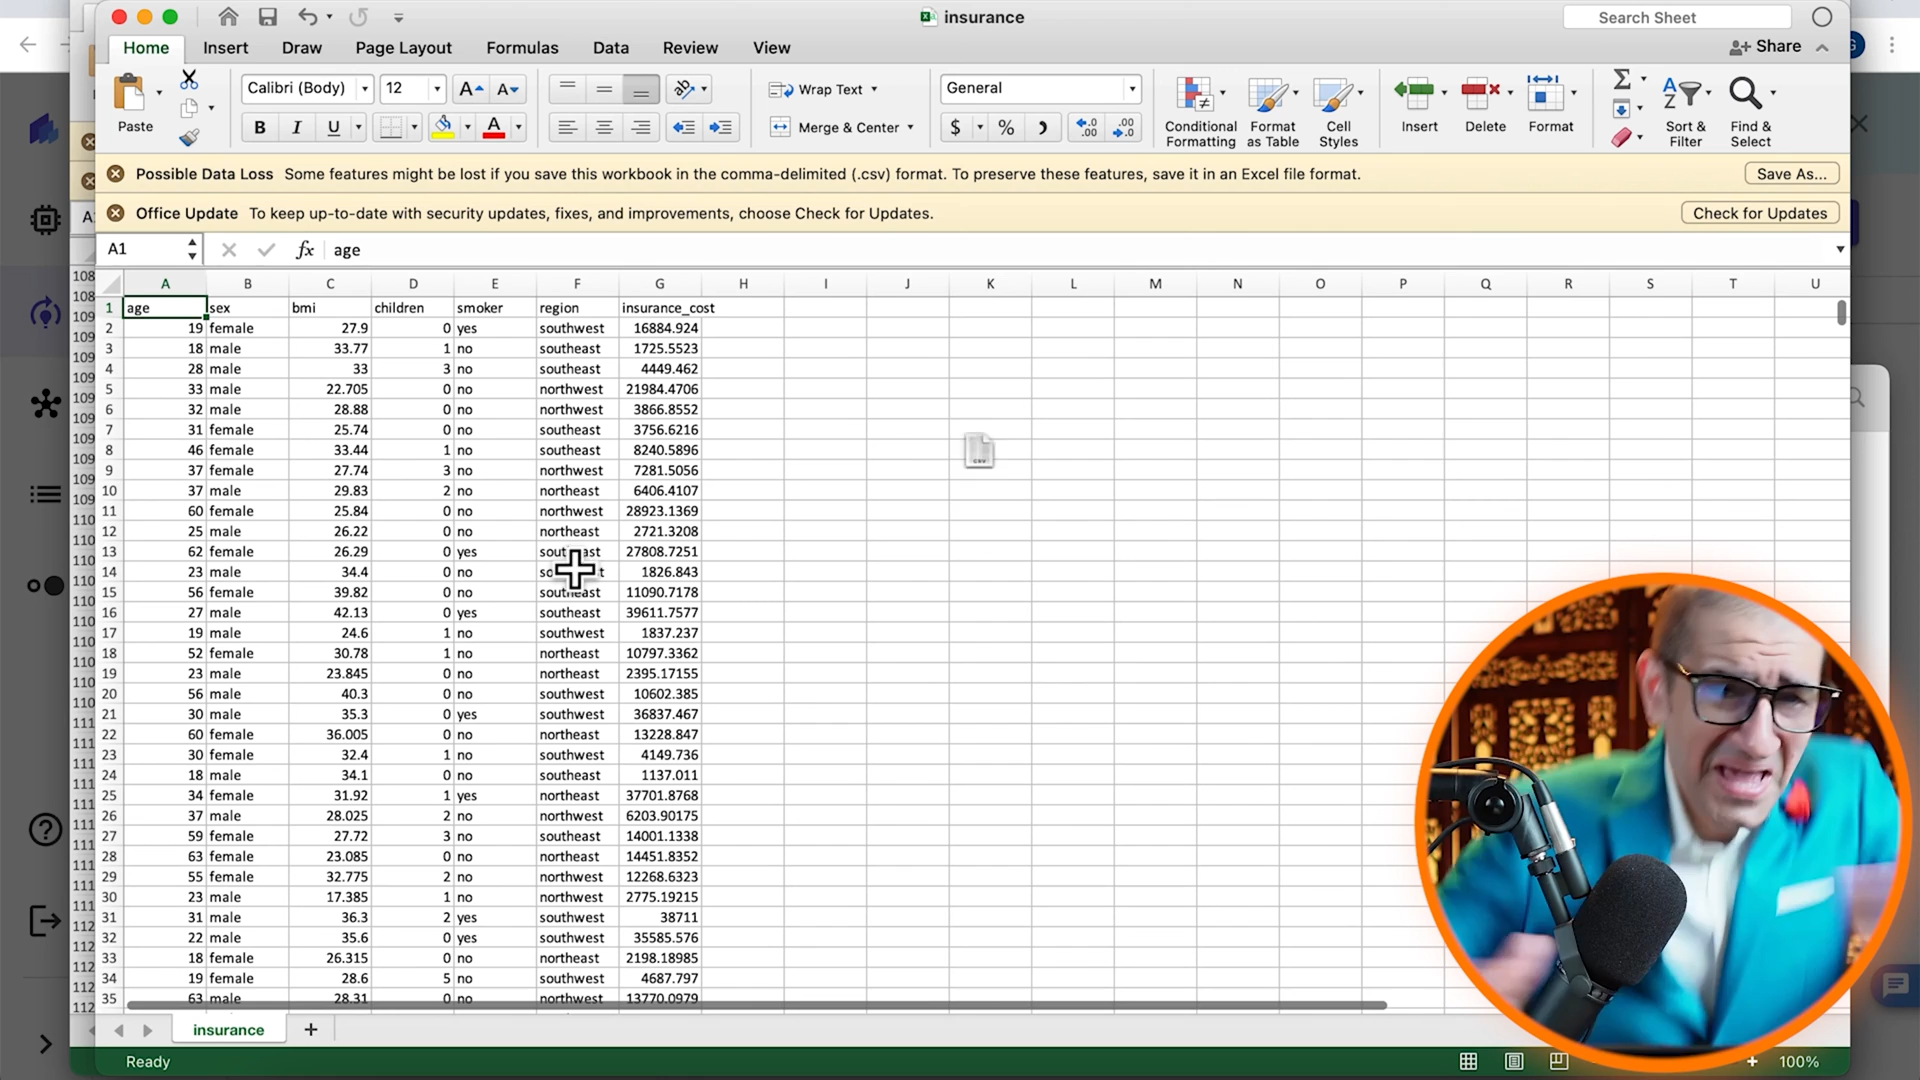 insurance
Search Sheet
Home Insert Draw Page Layout Formulas Data Review View
Share
Paste
Calibri (Body) 12
A A
B I U A
Wrap Text
Merge & Center
General
$ % .00
Conditional Formatting
Format as Table
Cell Styles
Insert Delete Format
Sort & Filter
Find & Select
Possible Data Loss Some features might be lost if you save this workbook in the comma-delimited (.csv) format. To preserve these features, save it in an Excel file format. Save As...
Office Update To keep up-to-date with security updates, fixes, and improvements, choose Check for Updates. Check for Updates
A1 fx age
A B C D E F G H I J K L M N O P Q R S T U
1 age sex bmi children smoker region insurance_cost
2 19 female 27.9 0 yes southwest 16884.924
3 18 male 33.77 1 no southeast 1725.5523
4 28 male 33 3 no southeast 4449.462
5 33 male 22.705 0 no northwest 21984.4706
6 32 male 28.88 0 no northwest 3866.8552
7 31 female 25.74 0 no southeast 3756.6216
8 46 female 33.44 1 no southeast 8240.5896
9 37 female 27.74 3 no northwest 7281.5056
10 37 male 29.83 2 no northeast 6406.4107
11 60 female 25.84 0 no northwest 28923.1369
12 25 male 26.22 0 no northeast 2721.3208
13 62 female 26.29 0 yes 27808.7251
14 23 male 34.4 0 no 1826.843
15 56 female 39.82 0 no southeast 11090.7178
16 27 male 42.13 0 yes southeast 39611.7577
17 19 male 24.6 1 no southwest 1837.237
18 52 female 30.78 1 no northeast 10797.3362
19 23 male 23.845 0 no northeast 2395.17155
20 56 male 40.3 0 no southwest 10602.385
21 30 male 35.3 0 yes southwest 36837.467
22 60 female 36.005 0 no northeast 13228.847
23 30 female 32.4 1 no southwest 4149.736
24 18 male 34.1 0 no southeast 1137.011
25 34 female 31.92 1 yes northeast 37701.8768
26 37 male 28.025 2 no northwest 6203.90175
27 59 female 27.72 3 no southeast 14001.1338
28 63 female 23.085 0 no northeast 14451.8352
29 55 female 32.775 2 no northwest 12268.6323
30 23 male 17.385 1 no northwest 2775.19215
31 31 male 36.3 2 yes southwest 38711
32 22 male 35.6 0 yes southwest 35585.576
33 18 female 26.315 0 no northeast 2198.18985
34 19 female 28.6 5 no southwest 4687.797
35 63 male 28.31 0 no northwest 13770.0979
CSV
insurance
Ready
100%